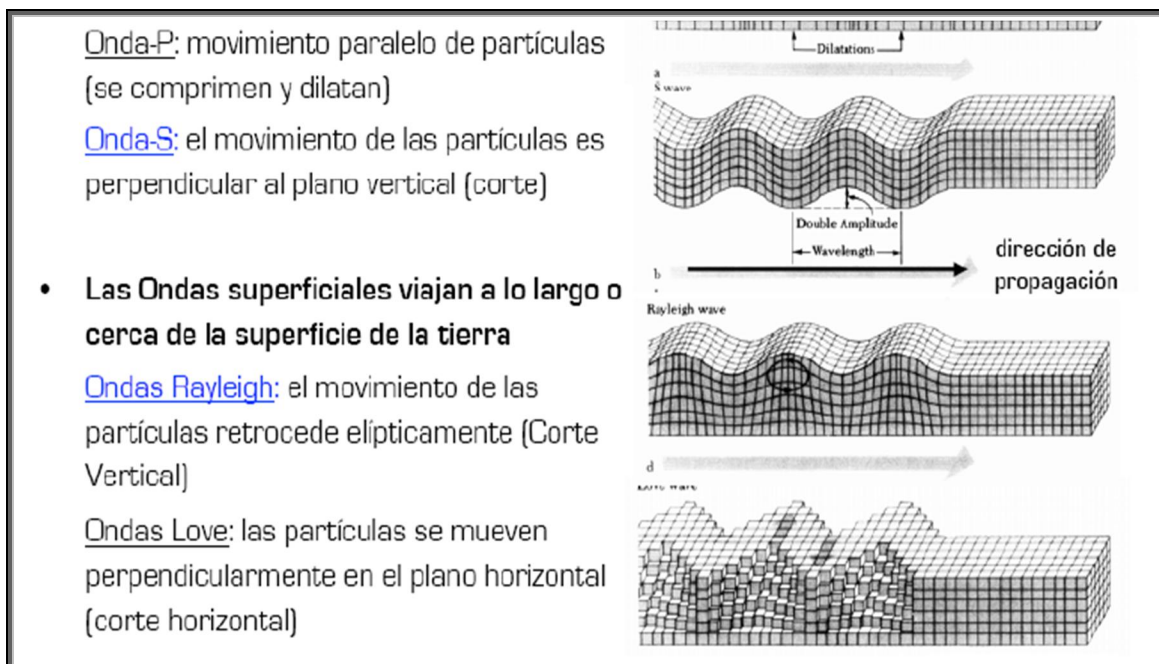 Onda-P: movimiento paralelo de partículas
(se comprimen y dilatan)
Onda-S: el movimiento de las partículas es
perpendicular al plano vertical (corte)
• Las Ondas superficiales viajan a lo largo o
cerca de la superficie de la tierra
Ondas Rayleigh: el movimiento de las
partículas retrocede elípticamente (Corte
Vertical)
Ondas Love: las partículas se mueven
perpendicularmente en el plano horizontal
(corte horizontal)
Dilatations
a
S wave
Double Amplitude
Wavelength
b
dirección de
propagación
Rayleigh wave
d
Love wave